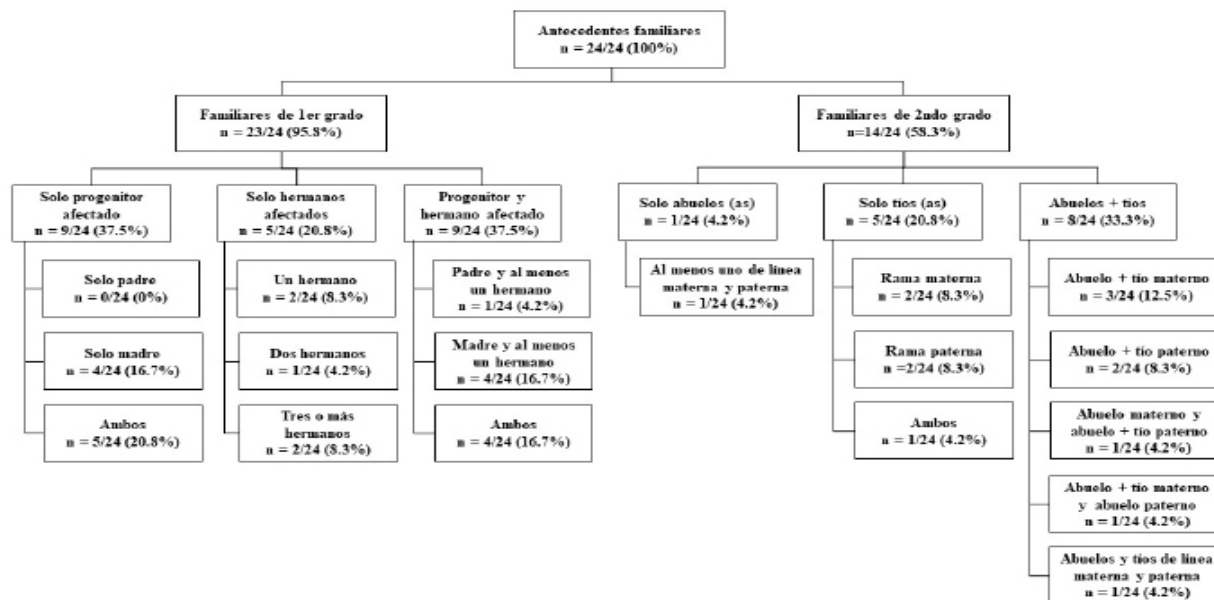 Antecedentes familiares
n = 24/24 (100%)
Familiares de 1er grado
n = 23/24 (95.8%)
Familiares de 2ndo grado
n=14/24 (58.3%)
Solo progenitor
afectado
n = 9/24 (37.5%)
Solo hermanos
afectados
n = 5/24 (20.8%)
Progenitor y
hermano afectado
n = 9/24 (37.5%)
Solo abuelos (as)
n = 1/24 (4.2%)
Solo tíos (as)
n = 5/24 (20.8%)
Abuelos + tíos
n = 8/24 (33.3%)
Solo padre
n = 0/24 (0%)
Un hermano
n = 2/24 (8.3%)
Padre y al menos
un hermano
n = 1/24 (4.2%)
Al menos uno de línea
materna y paterna
n = 1/24 (4.2%)
Rama materna
n = 2/24 (8.3%)
Abuelo + tío materno
n = 3/24 (12.5%)
Solo madre
n = 4/24 (16.7%)
Dos hermanos
n = 1/24 (4.2%)
Madre y al menos
un hermano
n = 4/24 (16.7%)
Rama paterna
n =2/24 (8.3%)
Abuelo + tío paterno
n = 2/24 (8.3%)
Ambos
n = 5/24 (20.8%)
Tres o más
hermanos
n = 2/24 (8.3%)
Ambos
n = 4/24 (16.7%)
Ambos
n = 1/24 (4.2%)
Abuelo materno y
abuelo + tío paterno
n = 1/24 (4.2%)
Abuelo + tío materno
y abuelo paterno
n = 1/24 (4.2%)
Abuelos y tíos de línea
materna y paterna
n = 1/24 (4.2%)